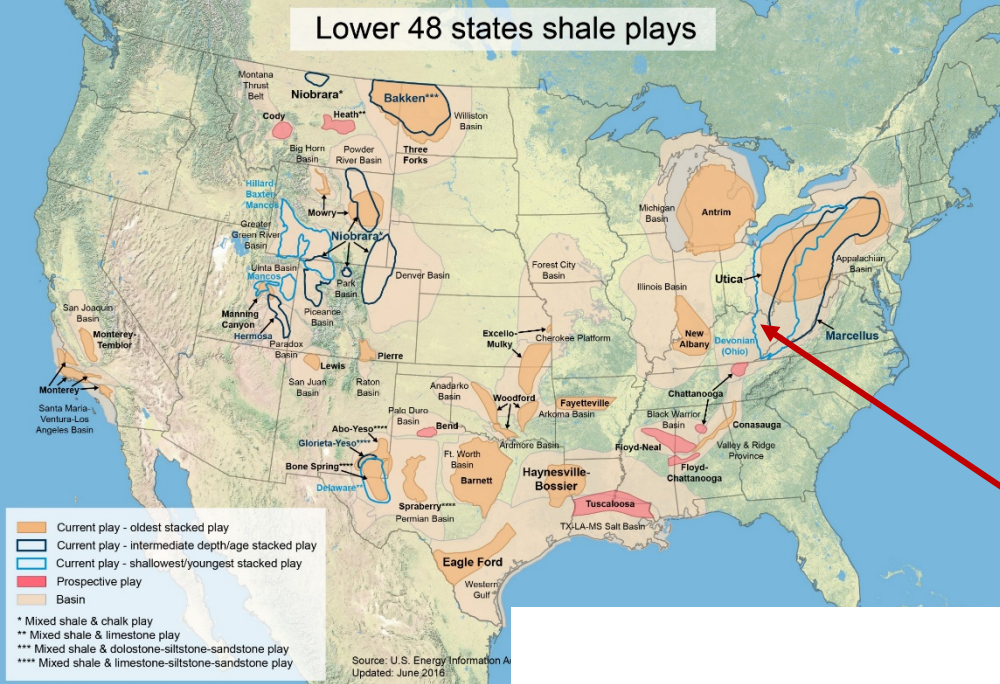 Lower 48 states shale plays
Montana
Thrust
Belt
Niobrara*
Bakken***
Cody
Heath**
Williston
Basin
Big Horn
Basin
Powder
River Basin
Three
Forks
Hillard-
Baxter-
Mancos
Mowry
Greater
Green River
Basin
Niobrara*
Michigan
Basin
Antrim
Uinta Basin
Mancos
Park
Basin
Denver Basin
Forest City
Basin
Illinois Basin
Utica
Appalachian
Basin
Manning
Canyon
Piceance
Basin
Hermosa
Paradox
Basin
San Joaquin
Basin
Monterey-
Temblor
Excello-
Mulky
Cherokee Platform
New
Albany
Devonian
(Ohio)
Marcellus
Lewis
Pierre
Monterey
San Juan
Basin
Raton
Basin
Anadarko
Basin
Woodford
Fayetteville
Arkoma Basin
Chattanooga
Santa Maria-
Ventura-Los
Angeles Basin
Palo Duro
Basin
Bend
Black Warrior
Basin
Conasauga
Abo-Yeso****
Glorieta-Yeso****
Ardmore Basin
Floyd-Neal
Valley & Ridge
Province
Bone Spring****
Ft. Worth
Basin
Haynesville-
Bossier
Floyd-
Chattanooga
Delaware**
Barnett
Spraberry****
Permian Basin
Tuscaloosa
TX-LA-MS Salt Basin
Eagle Ford
Western
Gulf
Current play - oldest stacked play
Current play - intermediate depth/age stacked play
Current play - shallowest/youngest stacked play
Prospective play
Basin
* Mixed shale & chalk play
** Mixed shale & limestone play
*** Mixed shale & dolostone-siltstone-sandstone play
**** Mixed shale & limestone-siltstone-sandstone play
Source: U.S. Energy Information A
Updated: June 2016